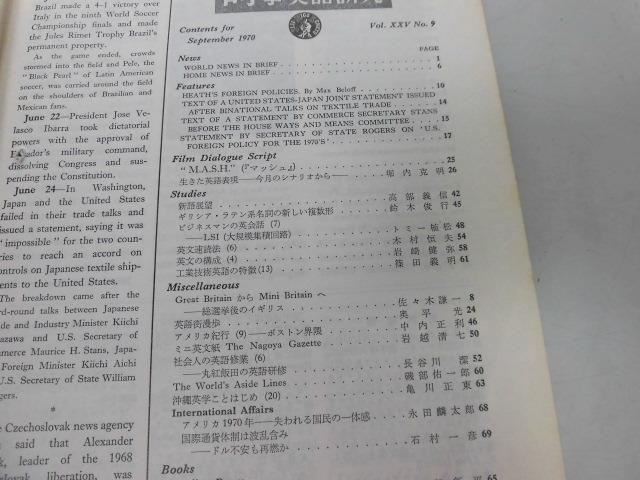 Brazil made a 4-1 victory over
Italy in the ninth World Soccer
Championship finals and made
the Jules Rimet Trophy Brazil's
permanent property.
As the game ended, crowds
stormed into the field and Pele, the
"Black Pearl" of Latin American
soccer, was carried around the field
on the shoulders of Brazilian and
Mexican fans.
June 22—President Jose Ve-
lasco Ibarra took dictatorial
powers with the approval of
Ecuador's military command,
dissolving Congress and sus-
pending the Constitution.
June 24—In Washington,
Japan and the United States
failed in their trade talks and
issued a statement, saying it was
"impossible" for the two coun-
tries to reach an accord on
controls on Japanese textile ship-
ments to the United States.
The breakdown came after the
rd-round talks between Japanese
de and Industry Minister Kiichi
azawa and U.S. Secretary of
mmerce Maurice H. Stans, Japa-
Foreign Minister Kiichi Aichi
U.S. Secretary of State William
gers.
e Czechoslovak news agency
said that Alexander
k, leader of the 1968
oslovak liberation, was
Contents for
September 1970
Vol. XXV No. 9
PAGE
News
WORLD NEWS IN BRIEF 1
HOME NEWS IN BRIEF 6
Features
HEATH'S FOREIGN POLICIES. By Max Beloff 10
TEXT OF A UNITED STATES-JAPAN JOINT STATEMENT ISSUED
AFTER BINATIONAL TALKS ON TEXTILE TRADE 14
TEXT OF A STATEMENT BY COMMERCE SECRETARY STANS
BEFORE THE HOUSE WAYS AND MEANS COMMITTEE 15
STATEMENT BY SECRETARY OF STATE ROGERS ON 'U.S.
FOREIGN POLICY FOR THE 1970'S' 17
Film Dialogue Script
"M.A.S.H." (『マッシュ』) 25
生きた英語表現——今月のシナリオから—— 堀内克明 26
Studies
新語展望 高部義信 42
ギリシア・ラテン系名詞の新しい複数形 鈴木俊行 45
ビジネスマンの英会話 (7)
——LSI (大規模集積回路) トミー植松 48
英文速読法 (6) 木村恒夫 54
英文の構成 (4) 岩崎健弥 58
工業技術英語の特徴 (13) 篠田義明 61
Miscellaneous
Great Britain から Mini Britain へ
——総選挙後のイギリス 佐々木謙一 8
英語街漫歩 奥平光 24
アメリカ紀行 (9)——ボストン界隈 中内正利 46
ミニ英文紙 The Nagoya Gazette 岩越清七 50
社会人の英語修業 (6)
——丸紅飯田の英語研修 長谷川潔 52
The World's Aside Lines 磯部佑一郎 60
沖縄英学ことはじめ (20) 亀川正東 63
International Affairs
アメリカ1970年——失われる国民の一体感 永田麟太郎 68
国際通貨体制は波乱含み
——ドル不安も再燃か 石村一彦 69
Books
65